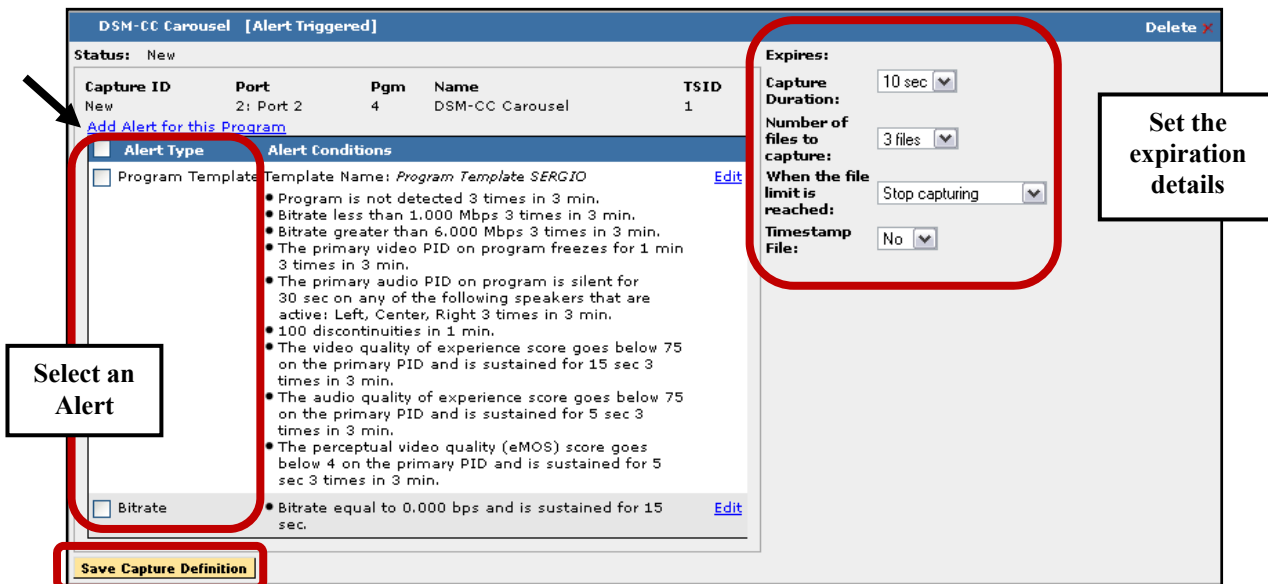 DSM-CC Carousel [Alert Triggered]
Delete x
Status: New
Capture ID Port Pgm Name TSID
New 2: Port 2 4 DSM-CC Carousel 1
Add Alert for this Program
Alert Type Alert Conditions
Program Template Template Name: Program Template SERGIO Edit
• Program is not detected 3 times in 3 min.
• Bitrate less than 1.000 Mbps 3 times in 3 min.
• Bitrate greater than 6.000 Mbps 3 times in 3 min.
• The primary video PID on program freezes for 1 min
3 times in 3 min.
• The primary audio PID on program is silent for
30 sec on any of the following speakers that are
active: Left, Center, Right 3 times in 3 min.
• 100 discontinuities in 1 min.
• The video quality of experience score goes below 75
on the primary PID and is sustained for 15 sec 3
times in 3 min.
• The audio quality of experience score goes below 75
on the primary PID and is sustained for 5 sec 3
times in 3 min.
• The perceptual video quality (eMOS) score goes
below 4 on the primary PID and is sustained for 5
sec 3 times in 3 min.
Bitrate • Bitrate equal to 0.000 bps and is sustained for 15 Edit
sec.
Save Capture Definition
Expires:
Capture
Duration:
10 sec
Number of
files to
capture:
3 files
When the file
limit is
reached:
Stop capturing
Timestamp
File:
No
Select an
Alert
Set the
expiration
details